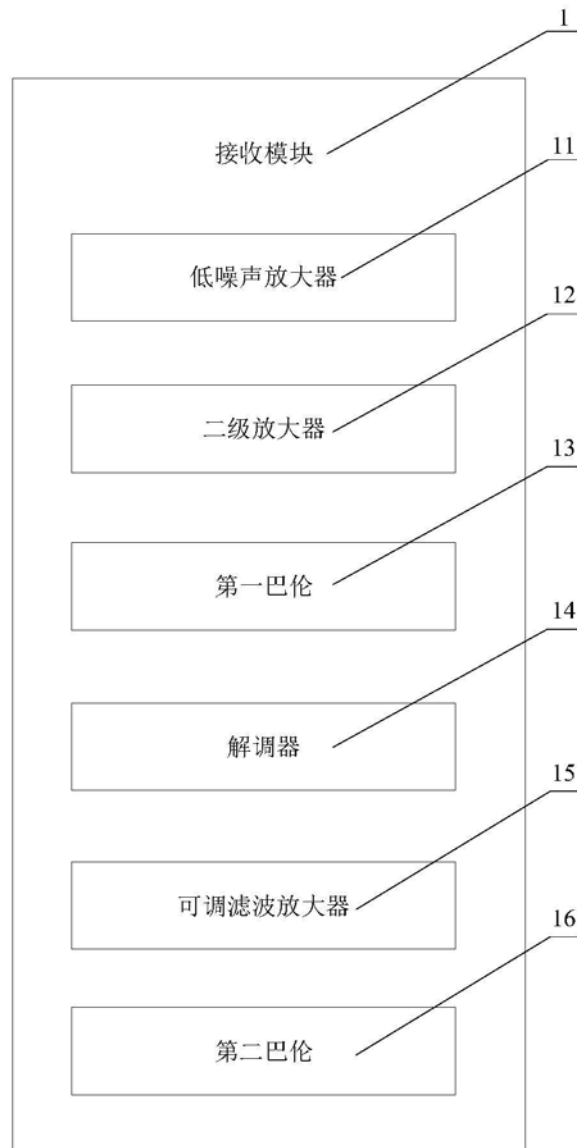 1
接收模块
11
低噪声放大器
12
二级放大器
13
第一巴伦
14
解调器
15
可调滤波放大器
16
第二巴伦